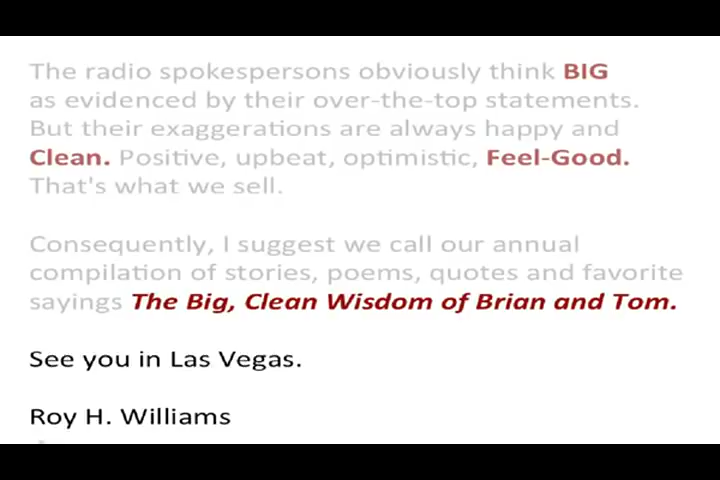 The radio spokespersons obviously think BIG
as evidenced by their over-the-top statements.
But their exaggerations are always happy and
Clean. Positive, upbeat, optimistic, Feel-Good.
That's what we sell.
Consequently, I suggest we call our annual
compilation of stories, poems, quotes and favorite
sayings The Big, Clean Wisdom of Brian and Tom.
See you in Las Vegas.
Roy H. Williams